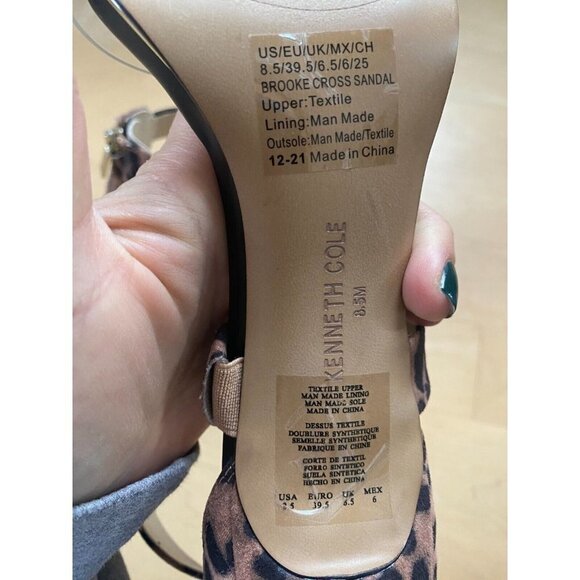 US/EU/UK/MX/CH
8.5/39.5/6.5/6/25
BROOKE CROSS SANDAL
Upper:Textile
Lining:Man Made
Outsole:Man Made/Textile
12-21 Made in China
KENNETH COLE
8.5M
TEXTILE UPPER
MAN MADE LINING
MAN MADE SOLE
MADE IN CHINA
DESSUS TEXTILE
DOUBLURE SYNTHETIQUE
SEMELLE SYNTHETIQUE
FABRIQUE EN CHINE
CORTE DE TEXTIL
FORRO SINTETICO
SUELA SINTETICA
HECHO EN CHINA
USA EURO UK MEX
8.5 39.5 6.5 6